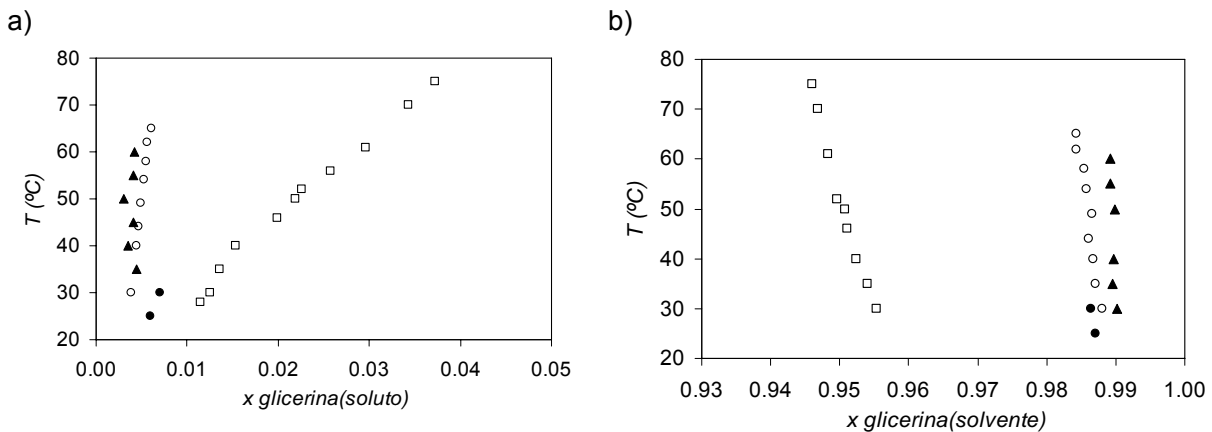 a)
80
70
60
50
40
30
20
T (ºC)
0.00 0.01 0.02 0.03 0.04 0.05
x glicerina(soluto)
b)
80
70
60
50
40
30
20
T (ºC)
0.93 0.94 0.95 0.96 0.97 0.98 0.99 1.00
x glicerina(solvente)